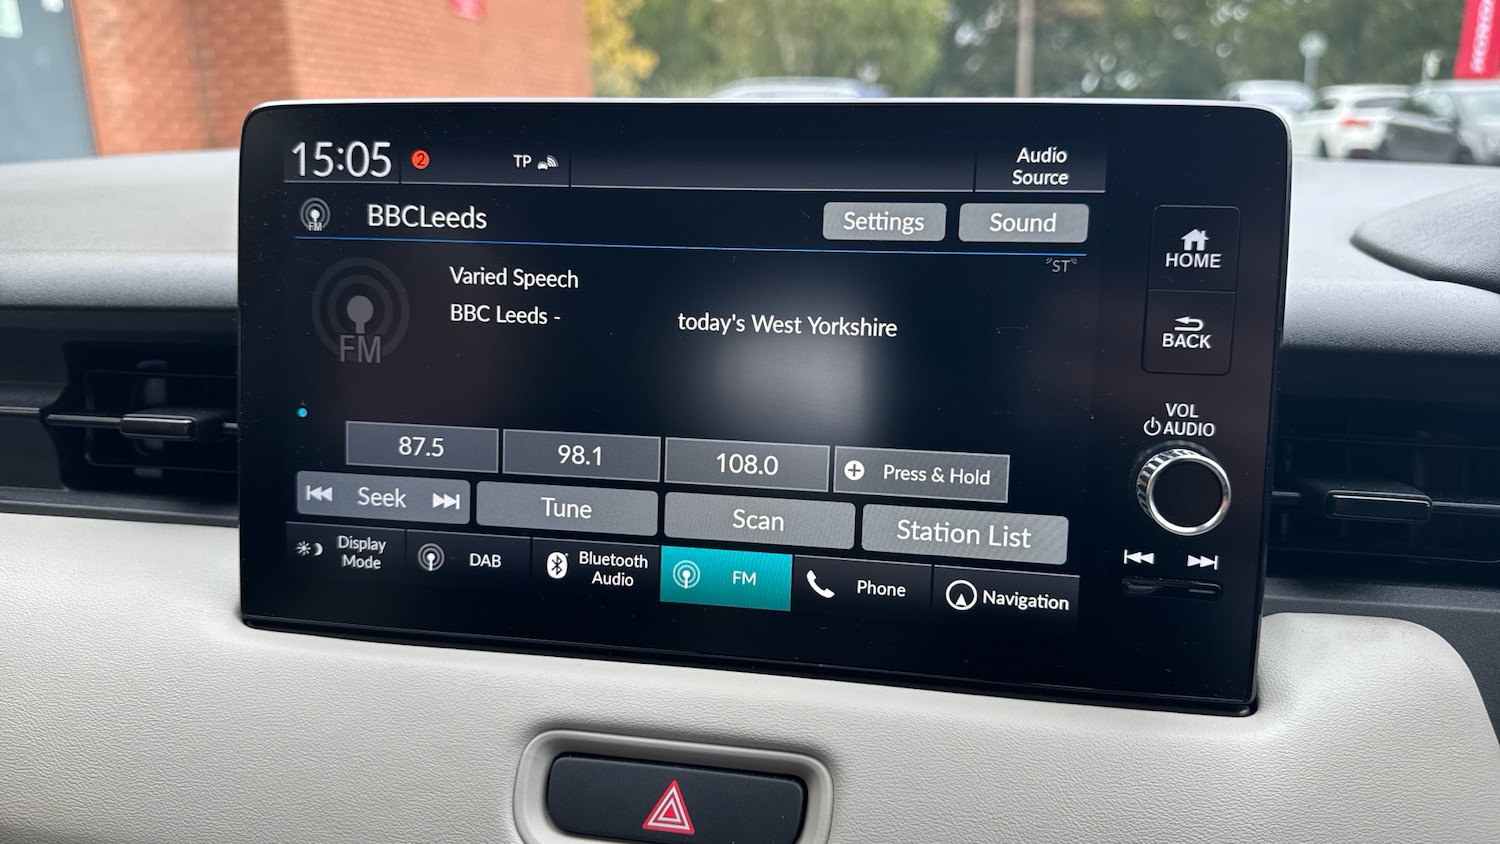 15:05
2
TP
Audio
Source
FM
BBCLeeds
Settings
Sound
ST
HOME
Varied Speech
BBC Leeds -
today's West Yorkshire
FM
BACK
VOL
AUDIO
87.5
98.1
108.0
Press & Hold
Seek
Tune
Scan
Station List
Display
Mode
DAB
Bluetooth
Audio
FM
Phone
Navigation
HONDA